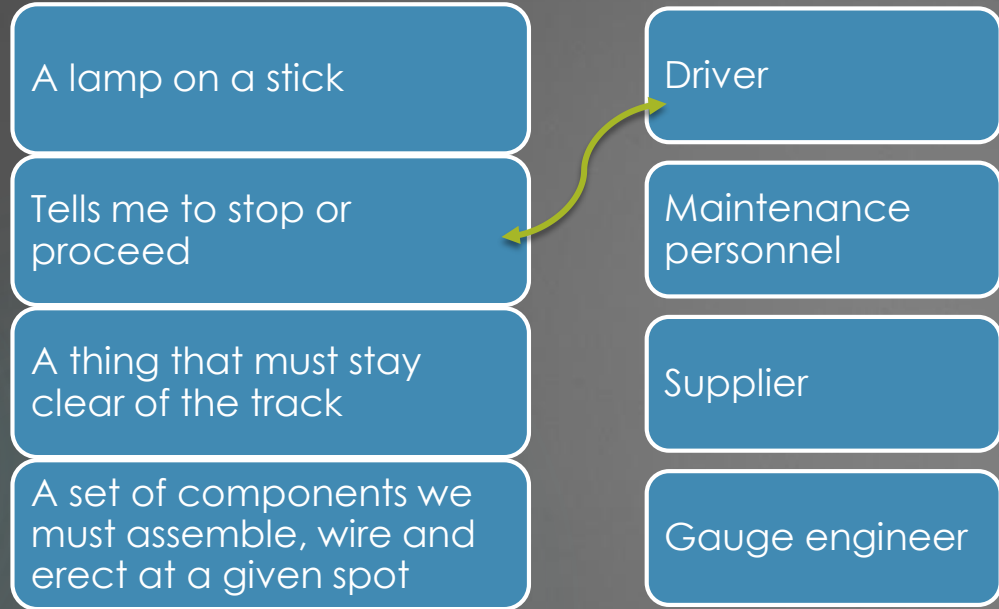 A lamp on a stick
Tells me to stop or
proceed
A thing that must stay
clear of the track
A set of components we
must assemble, wire and
erect at a given spot
Driver
Maintenance
personnel
Supplier
Gauge engineer